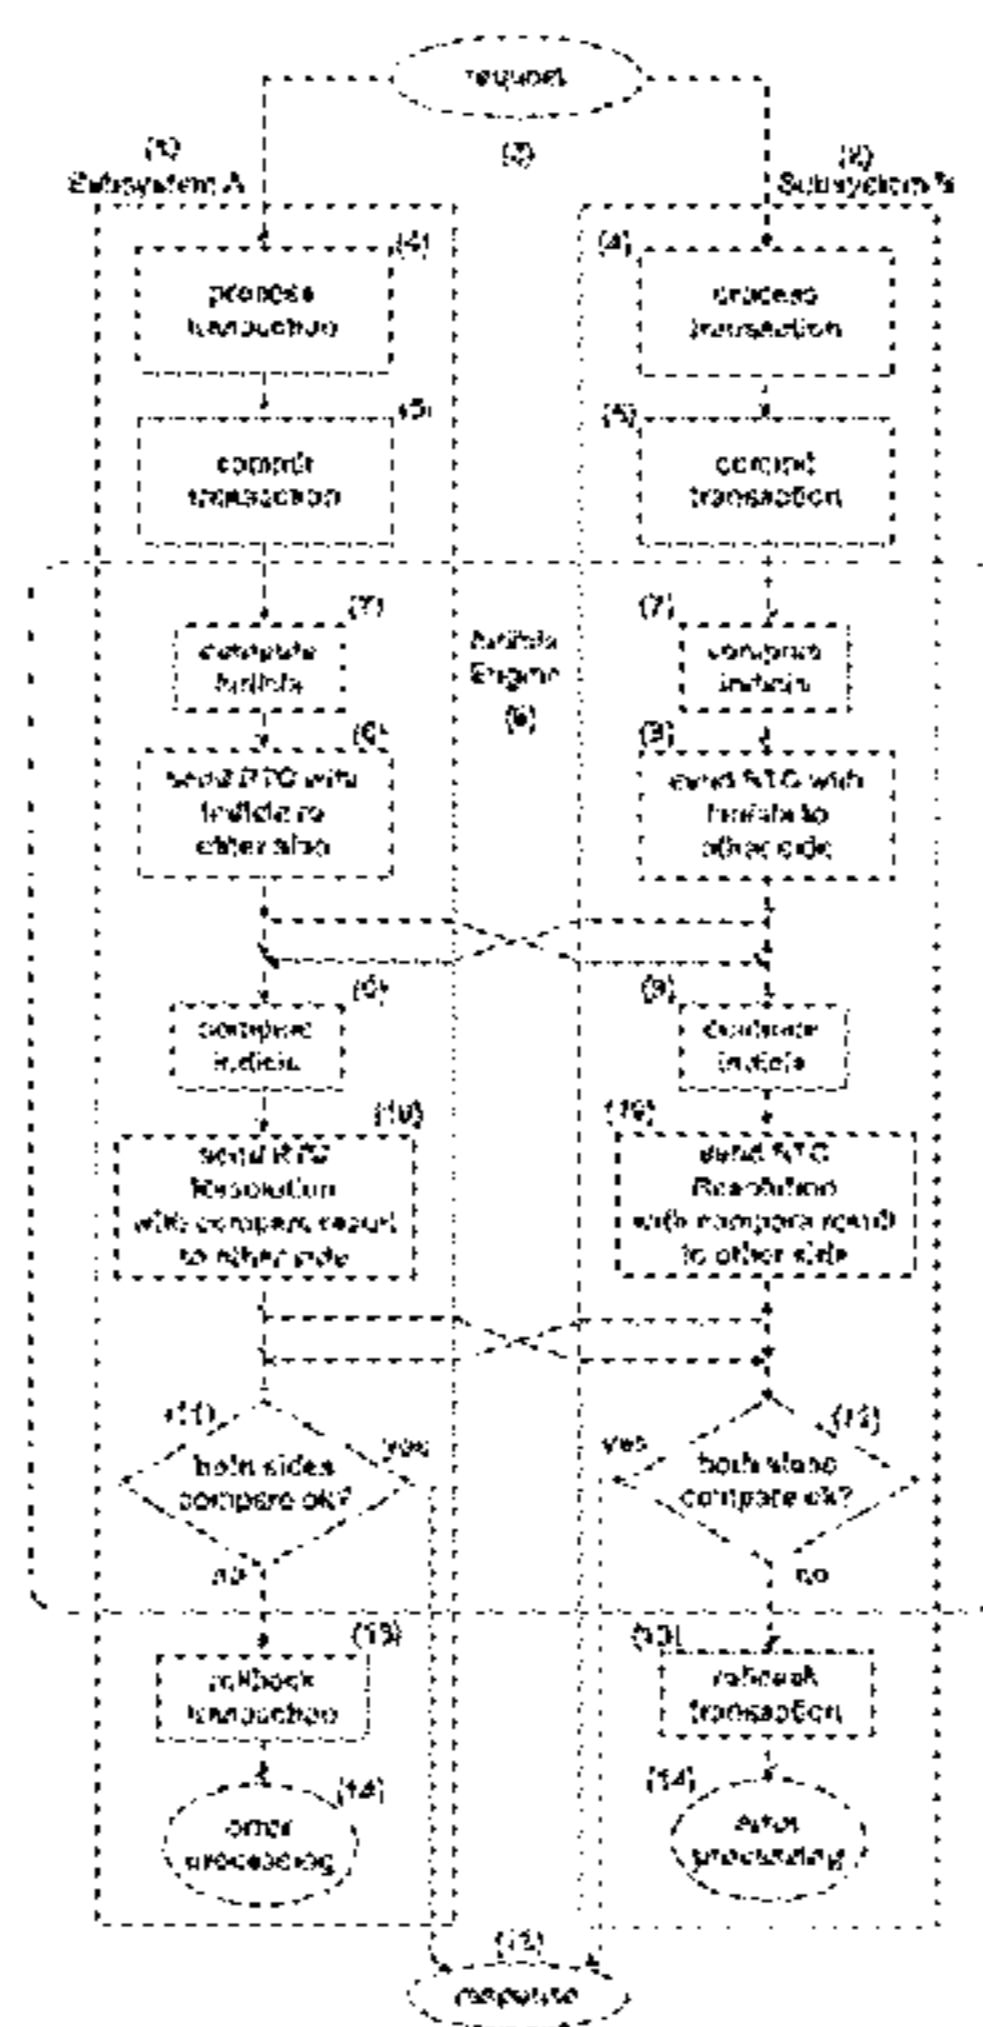 request
(1)
Subsystem A
(3)
(2)
Subsystem B
(4)
process
transaction
(4)
process
transaction
(5)
commit
transaction
(5)
commit
transaction
(7)
compute
indicia
(7)
compute
indicia
Indicia
Engine
(6)
(8)
send RTC with
indicia to
other side
(8)
send RTC with
indicia to
other side
(9)
compare
indicia
(9)
compare
indicia
(10)
send RTC
Resolution
with compare result
to other side
(10)
send RTC
Resolution
with compare result
to other side
(11)
both sides
compare ok?
yes
no
yes
both sides
compare ok?
no
(13)
rollback
transaction
(13)
rollback
transaction
(14)
error
processing
(14)
error
processing
response